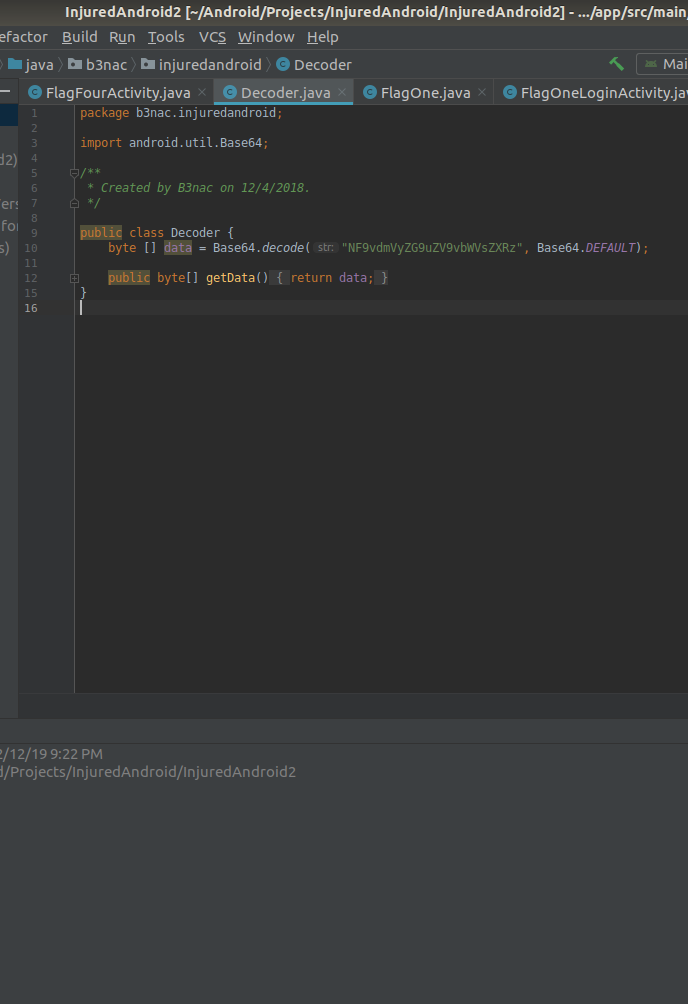 InjuredAndroid2 [~/Android/Projects/InjuredAndroid/InjuredAndroid2] - .../app/src/main/
efactor Build Run Tools VCS Window Help
java b3nac injuredandroid Decoder Mai
FlagFourActivity.java Decoder.java FlagOne.java FlagOneLoginActivity.jav
1 package b3nac.injuredandroid;
2
3 import android.util.Base64;
4
5 /**
6 * Created by B3nac on 12/4/2018.
7 */
8
9 public class Decoder {
10 byte [] data = Base64.decode( str: "NF9vdmVyZG9uZV9vbWVsZXRz", Base64.DEFAULT);
11
12 public byte[] getData() { return data; }
15 }
16
d2)
ers
for
s)
2/12/19 9:22 PM
d/Projects/InjuredAndroid/InjuredAndroid2